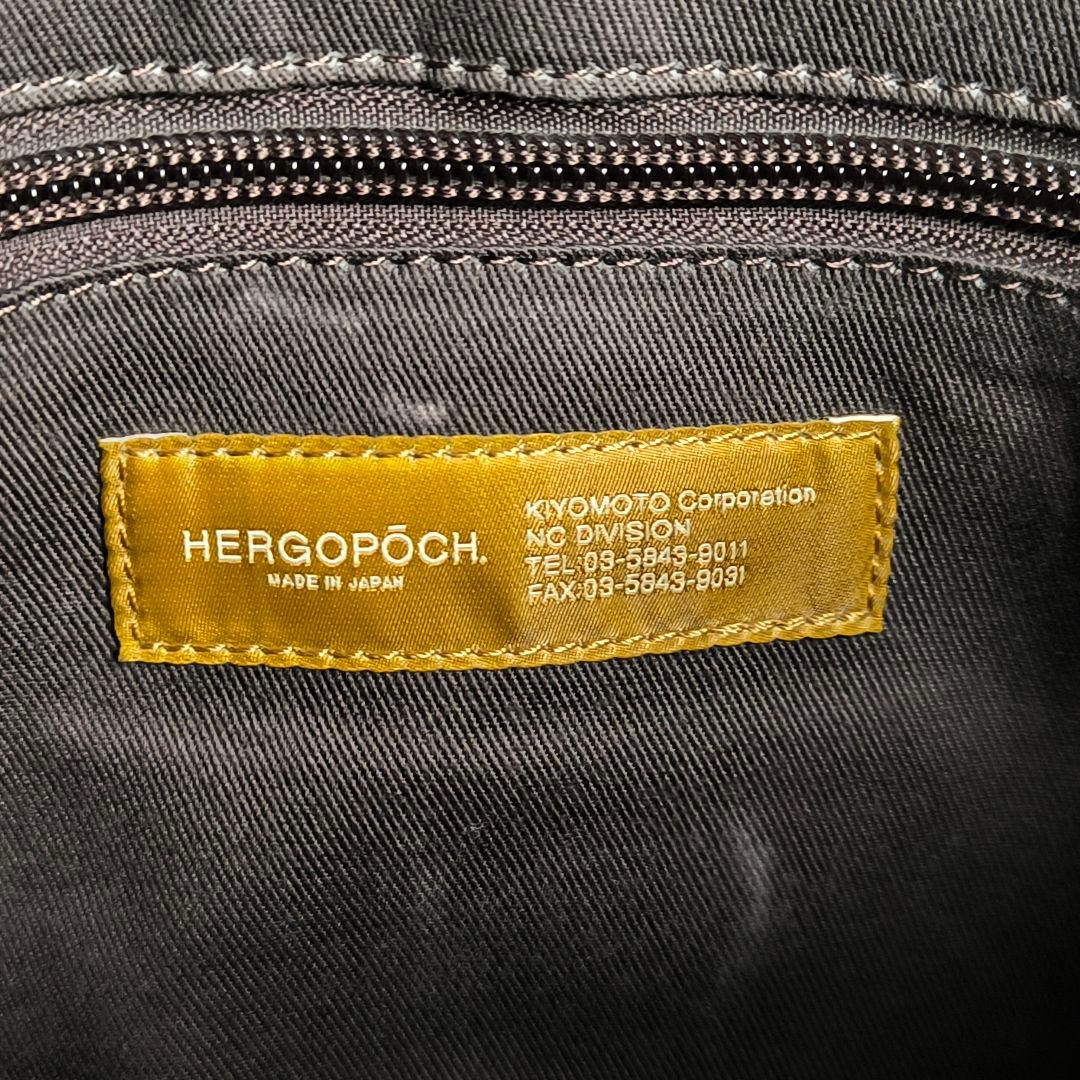 HERGOPŌCH.
MADE IN JAPAN
KIYOMOTO Corporation
NC DIVISION
TEL:03-5843-9011
FAX:03-5843-9031